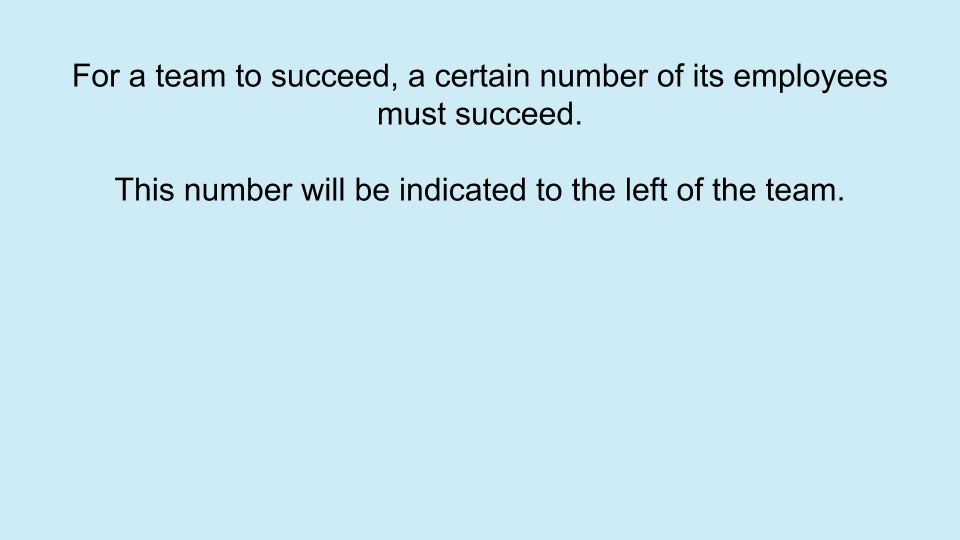 For a team to succeed, a certain number of its employees
must succeed.
This number will be indicated to the left of the team.